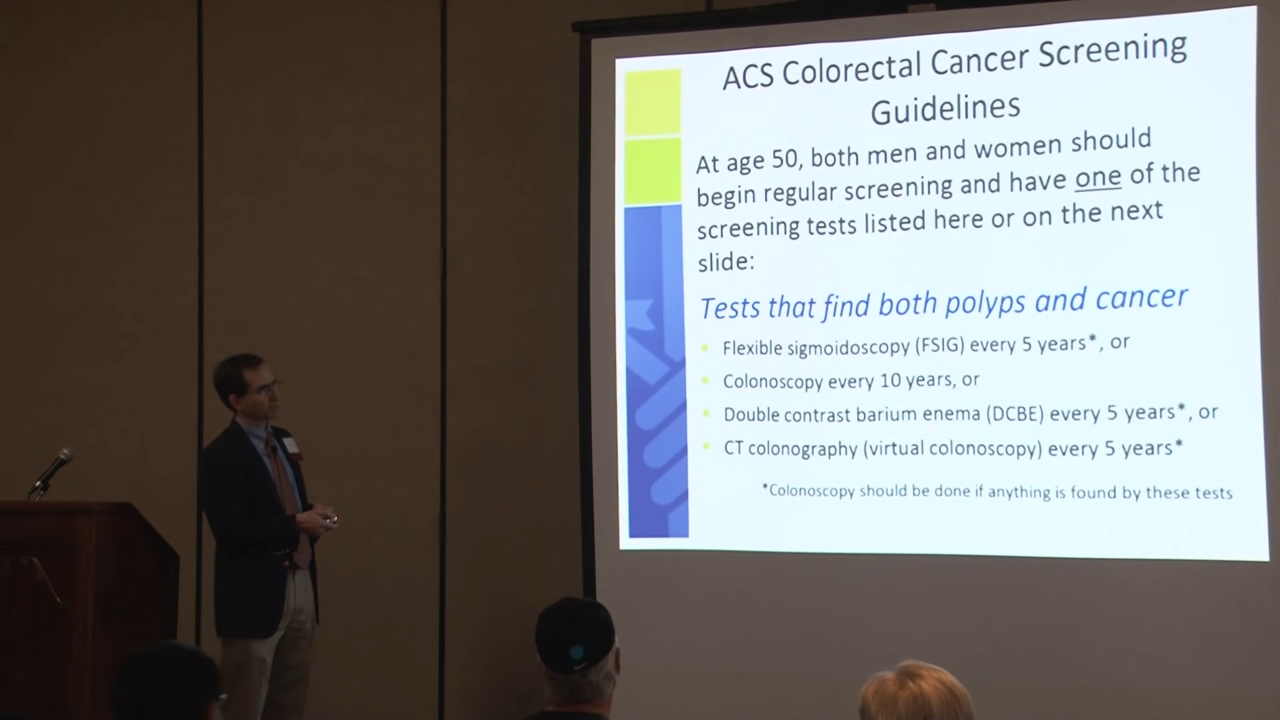 ACS Colorectal Cancer Screening
Guidelines
At age 50, both men and women should
begin regular screening and have one of the
screening tests listed here or on the next
slide:
Tests that find both polyps and cancer
Flexible sigmoidoscopy (FSIG) every 5 years*, or
Colonoscopy every 10 years, or
Double contrast barium enema (DCBE) every 5 years*, or
CT colonography (virtual colonoscopy) every 5 years*
*Colonoscopy should be done if anything is found by these tests